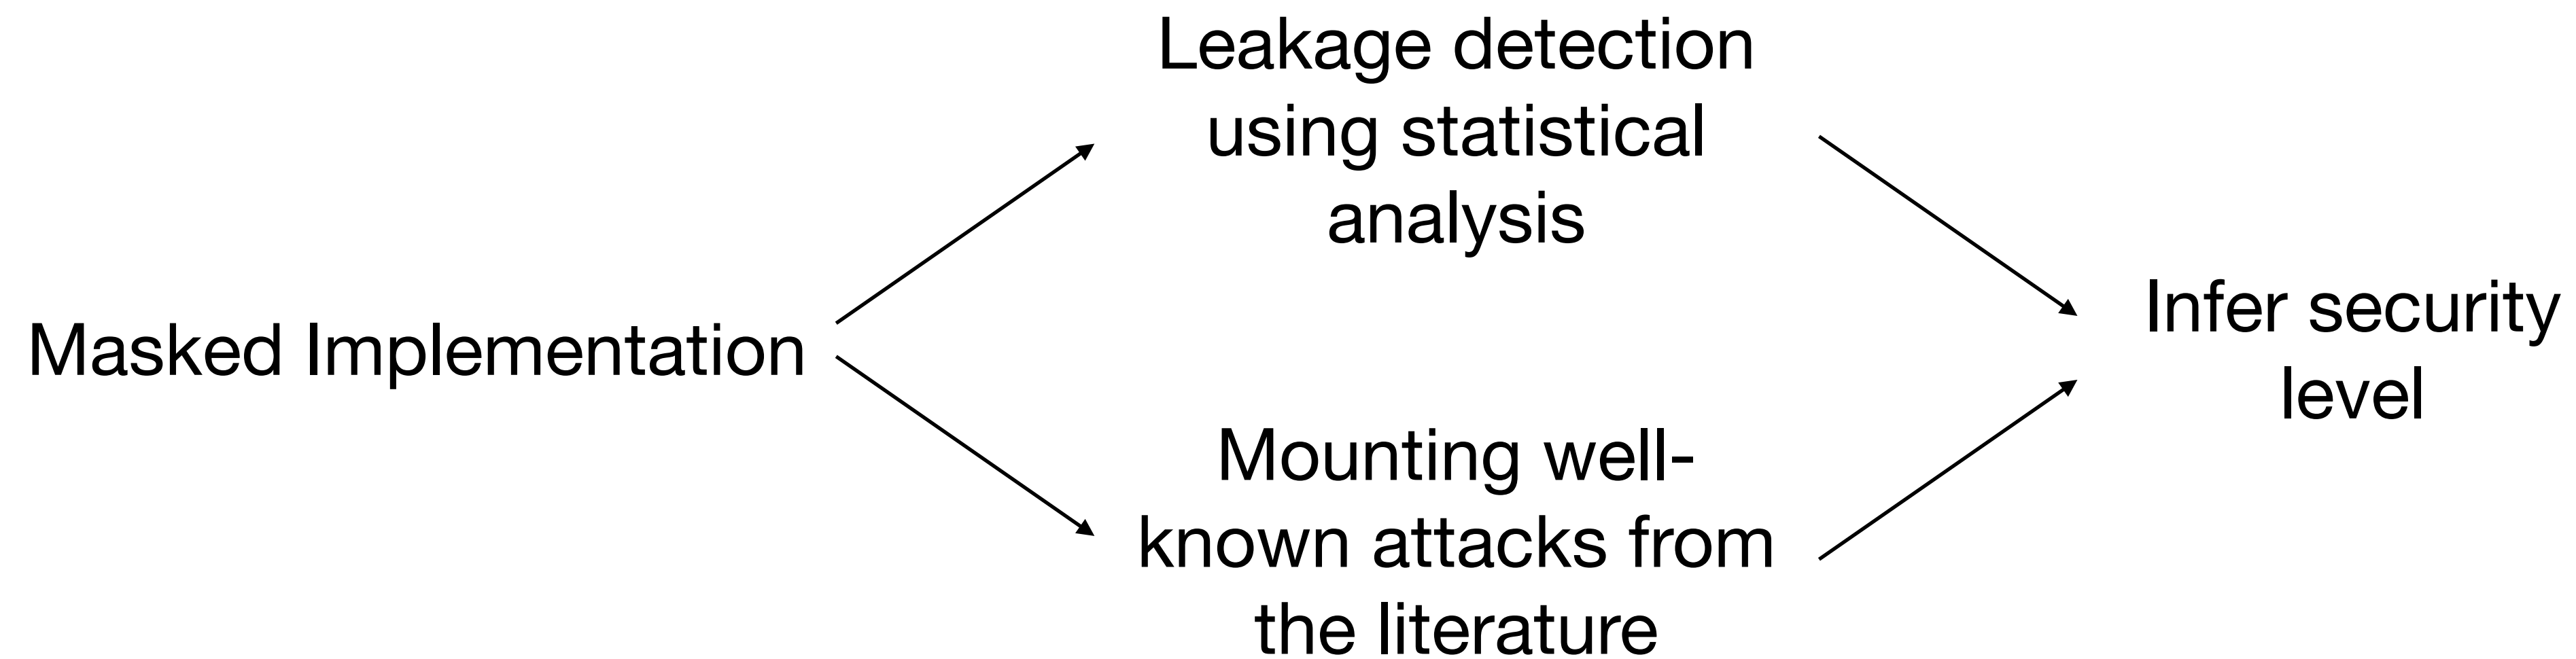 Masked Implementation
Leakage detection
using statistical
analysis
Mounting well-
known attacks from
the literature
Infer security
level